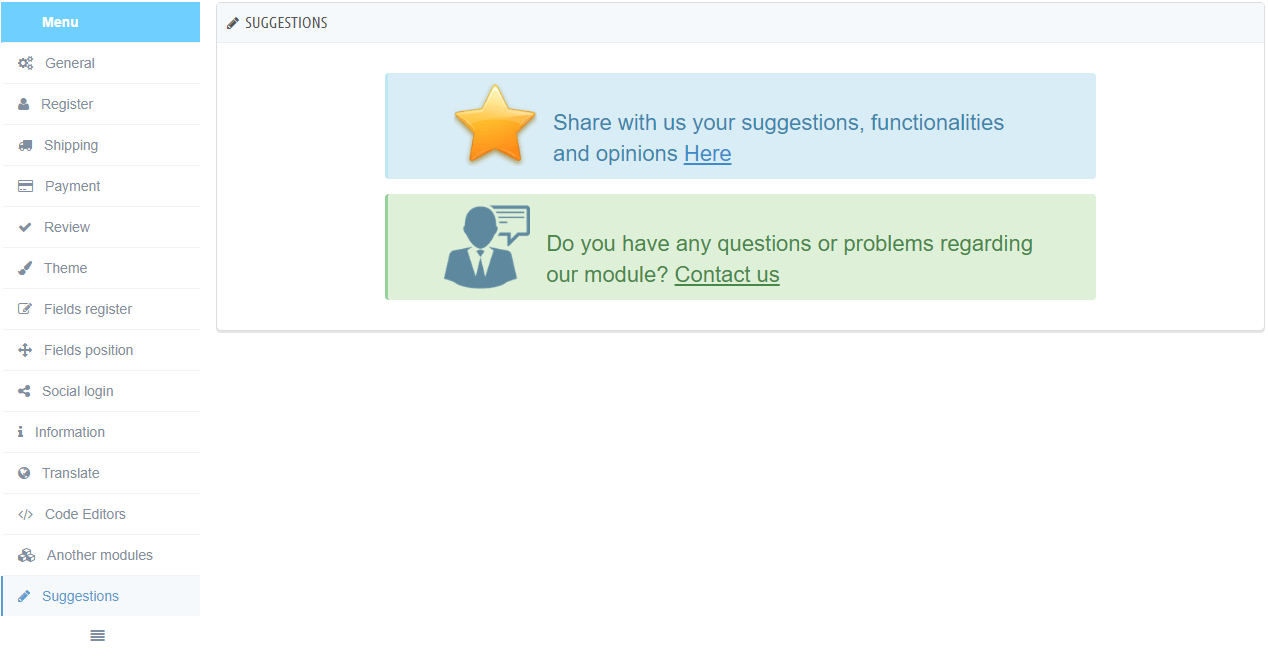 Menu
General
Register
Shipping
Payment
Review
Theme
Fields register
Fields position
Social login
Information
Translate
Code Editors
Another modules
Suggestions
SUGGESTIONS
Share with us your suggestions, functionalities
and opinions Here
Do you have any questions or problems regarding
our module? Contact us